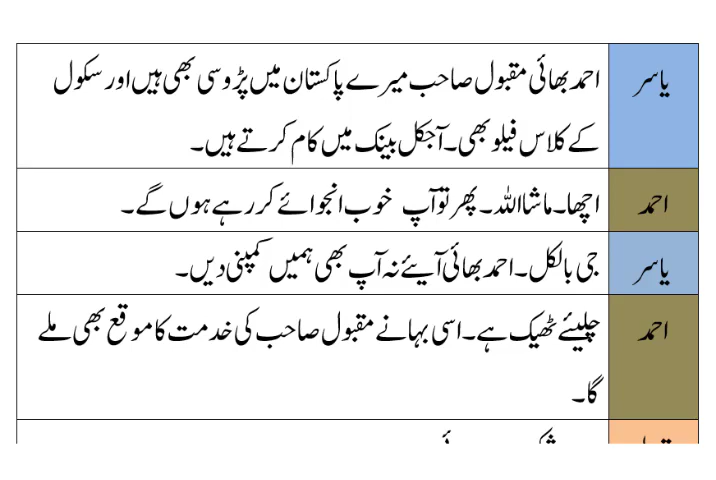 یاسر احمد بھائی مقبول صاحب میرے پاکستان میں پڑوسی بھی ہیں اور سکول
کے کلاس فیلو بھی۔ آجکل بینک میں کام کرتے ہیں۔
احمد اچھا۔ ماشااللہ۔ پھر تو آپ خوب انجوائے کر رہے ہوں گے۔
یاسر جی بالکل۔ احمد بھائی آیئے نہ آپ بھی ہمیں کمپنی دیں۔
احمد چلیئے ٹھیک ہے۔ اسی بہانے مقبول صاحب کی خدمت کا موقع بھی ملے
گا۔